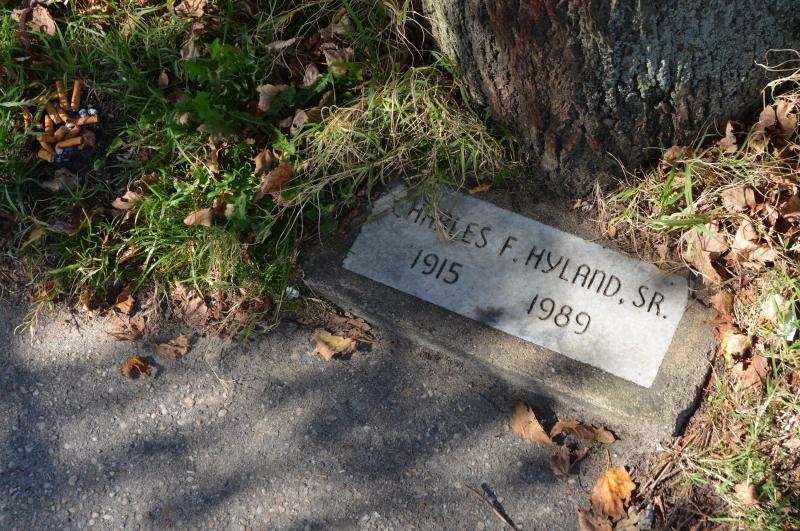 CHARLES F. HYLAND, SR.
1915 1989